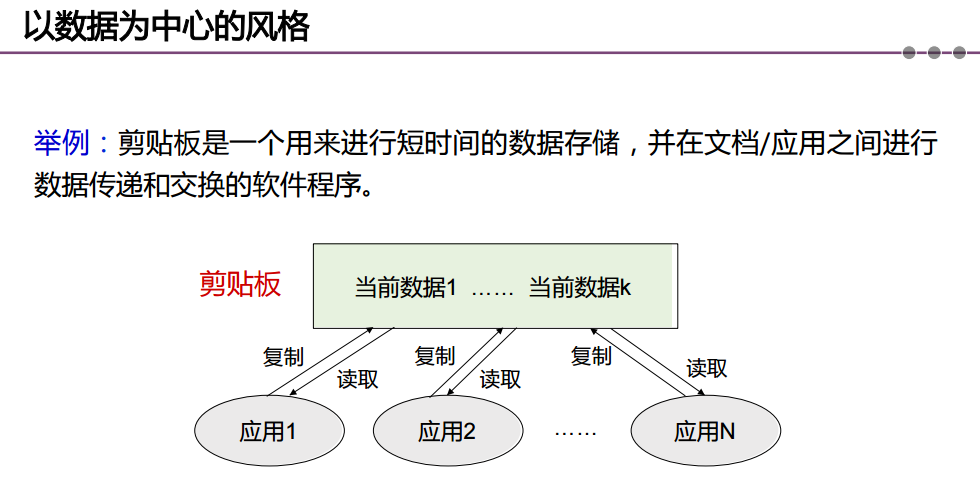 以数据为中心的风格
举例：剪贴板是一个用来进行短时间的数据存储，并在文档/应用之间进行
数据传递和交换的软件程序。
剪贴板
当前数据1 …… 当前数据k
复制
读取
复制
读取
复制
读取
应用1
应用2
……
应用N